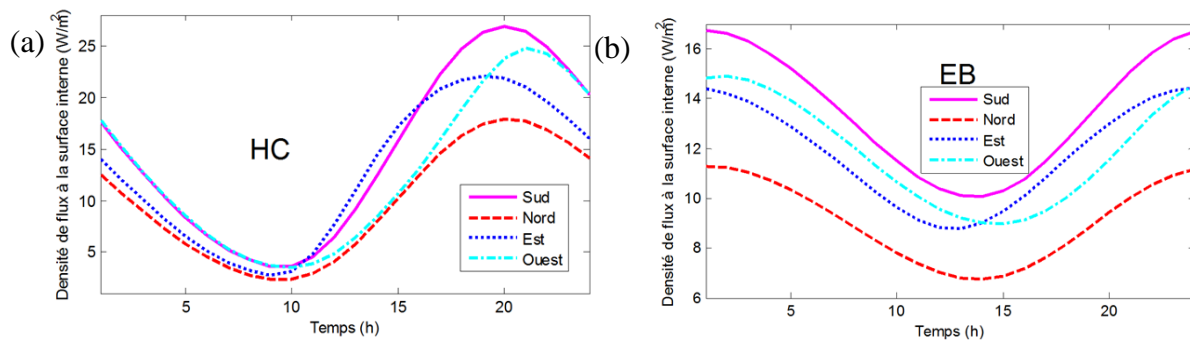 (a)
Densité de flux à la surface interne (W/m²)
25
20
15
10
5
HC
Sud
Nord
Est
Ouest
5
10
15
20
Temps (h)
(b)
Densité de flux à la surface interne (W/m²)
16
14
12
10
8
6
EB
Sud
Nord
Est
Ouest
5
10
15
20
Temps (h)